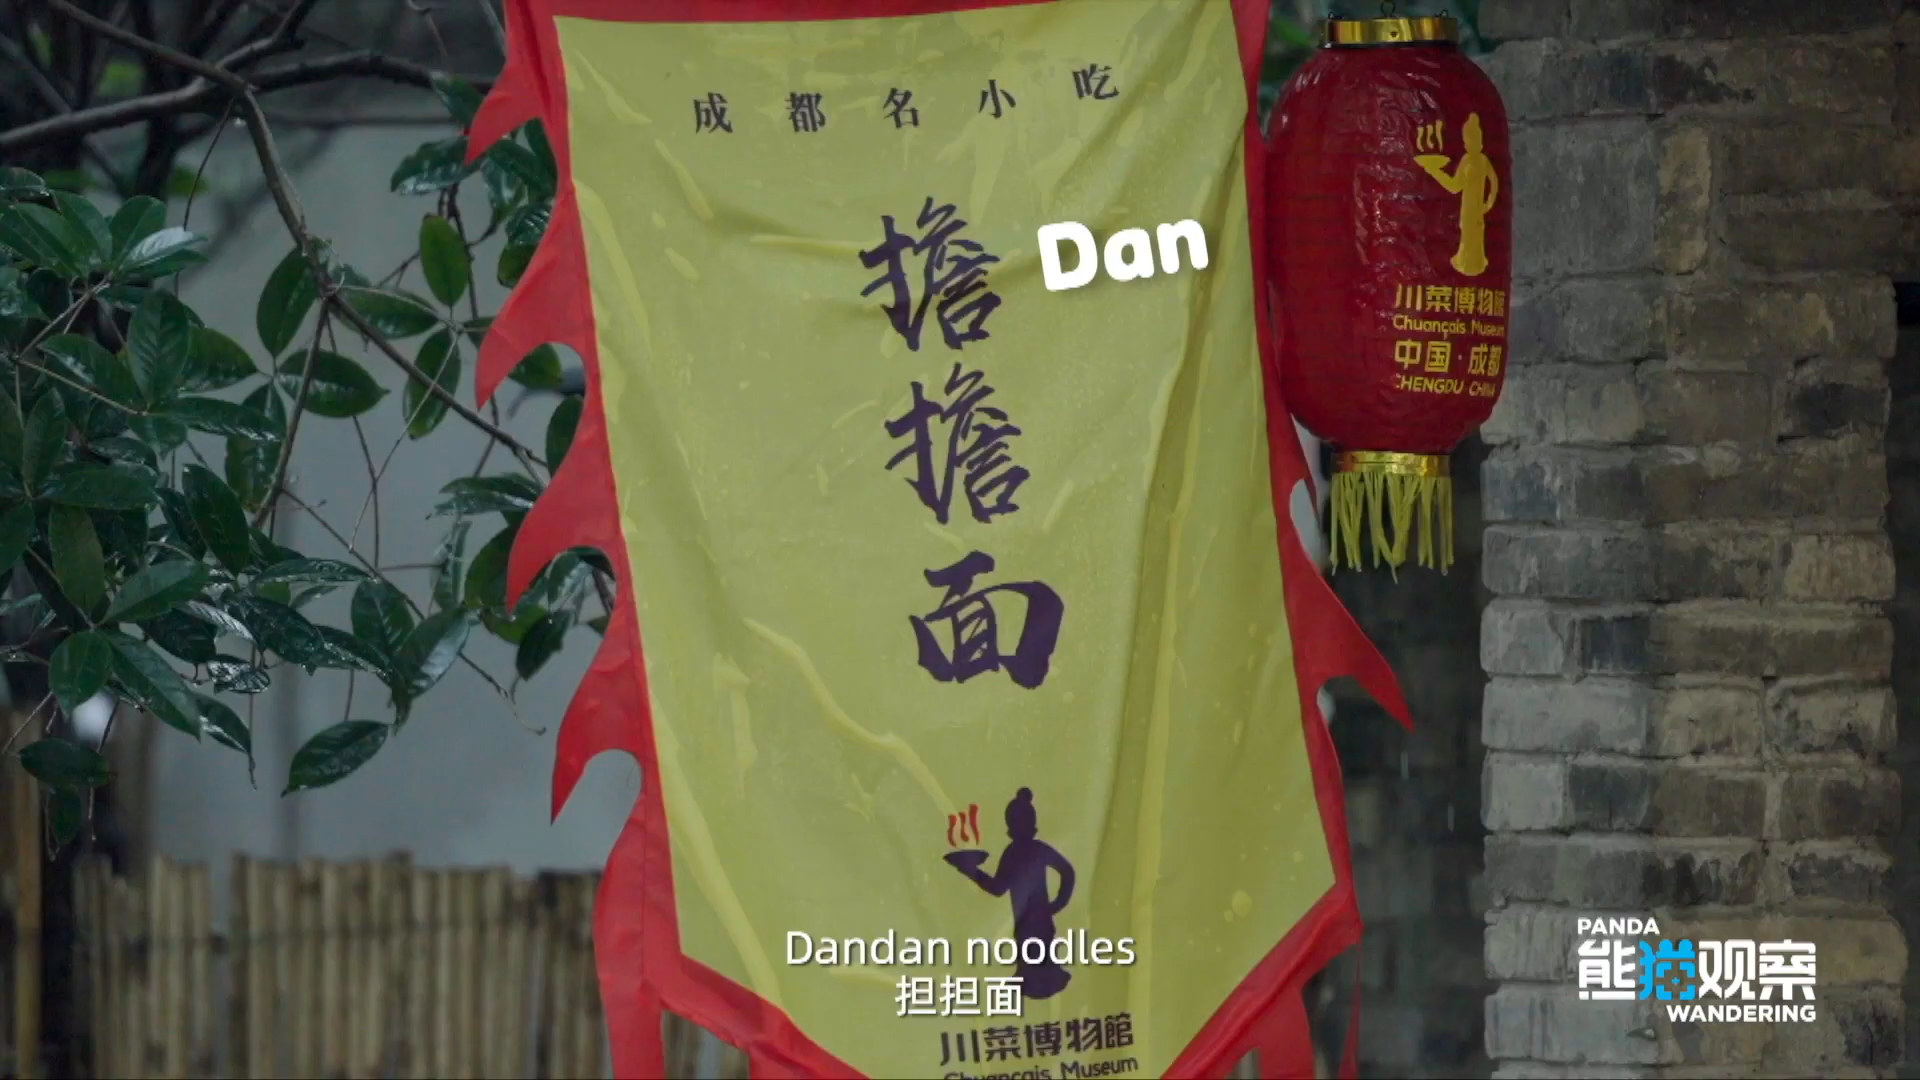 成都名小吃
擔擔面
Dan
川菜博物館
Chuancais Museum
中国·成都
CHENGDU CHINA
Dandan noodles
担担面
川菜博物館
Chuancais Museum
PANDA
熊猫观察
WANDERING